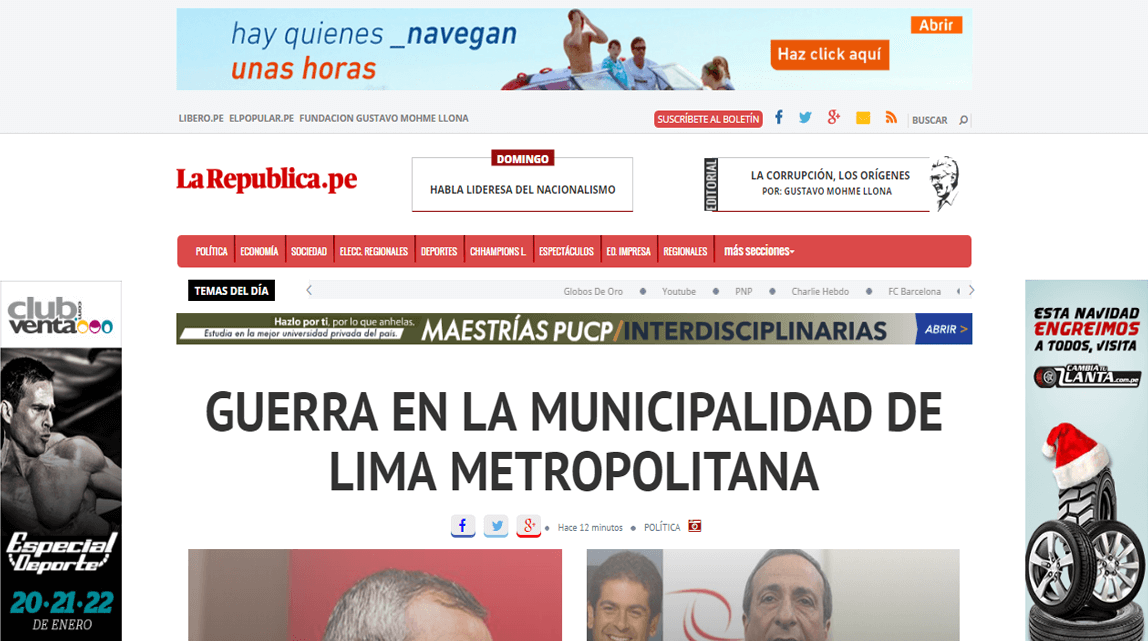 hay quienes _navegan
unas horas
Abrir
Haz click aquí
LIBERO.PE ELPOPULAR.PE FUNDACION GUSTAVO MOHME LLONA
SUSCRÍBETE AL BOLETÍN
BUSCAR
La Republica.pe
DOMINGO
HABLA LIDERESA DEL NACIONALISMO
EDITORIAL
LA CORRUPCIÓN, LOS ORÍGENES
POR: GUSTAVO MOHME LLONA
POLÍTICA ECONOMÍA SOCIEDAD ELECC. REGIONALES DEPORTES CHHAMPIONS L. ESPECTÁCULOS ED. IMPRESA REGIONALES más secciones
TEMAS DEL DÍA
Globos De Oro Youtube PNP Charlie Hebdo FC Barcelona
Hazlo por ti, por lo que anhelas.
Estudia en la mejor universidad privada del país.
MAESTRÍAS PUCP/INTERDISCIPLINARIAS
ABRIR >
GUERRA EN LA MUNICIPALIDAD DE
LIMA METROPOLITANA
Hace 12 minutos POLÍTICA
club
venta
Especial
Deporte
20·21·22
DE ENERO
ESTA NAVIDAD
ENGREIMOS
A TODOS, VISITA
CAMBIA TU
LLANTA.com.pe